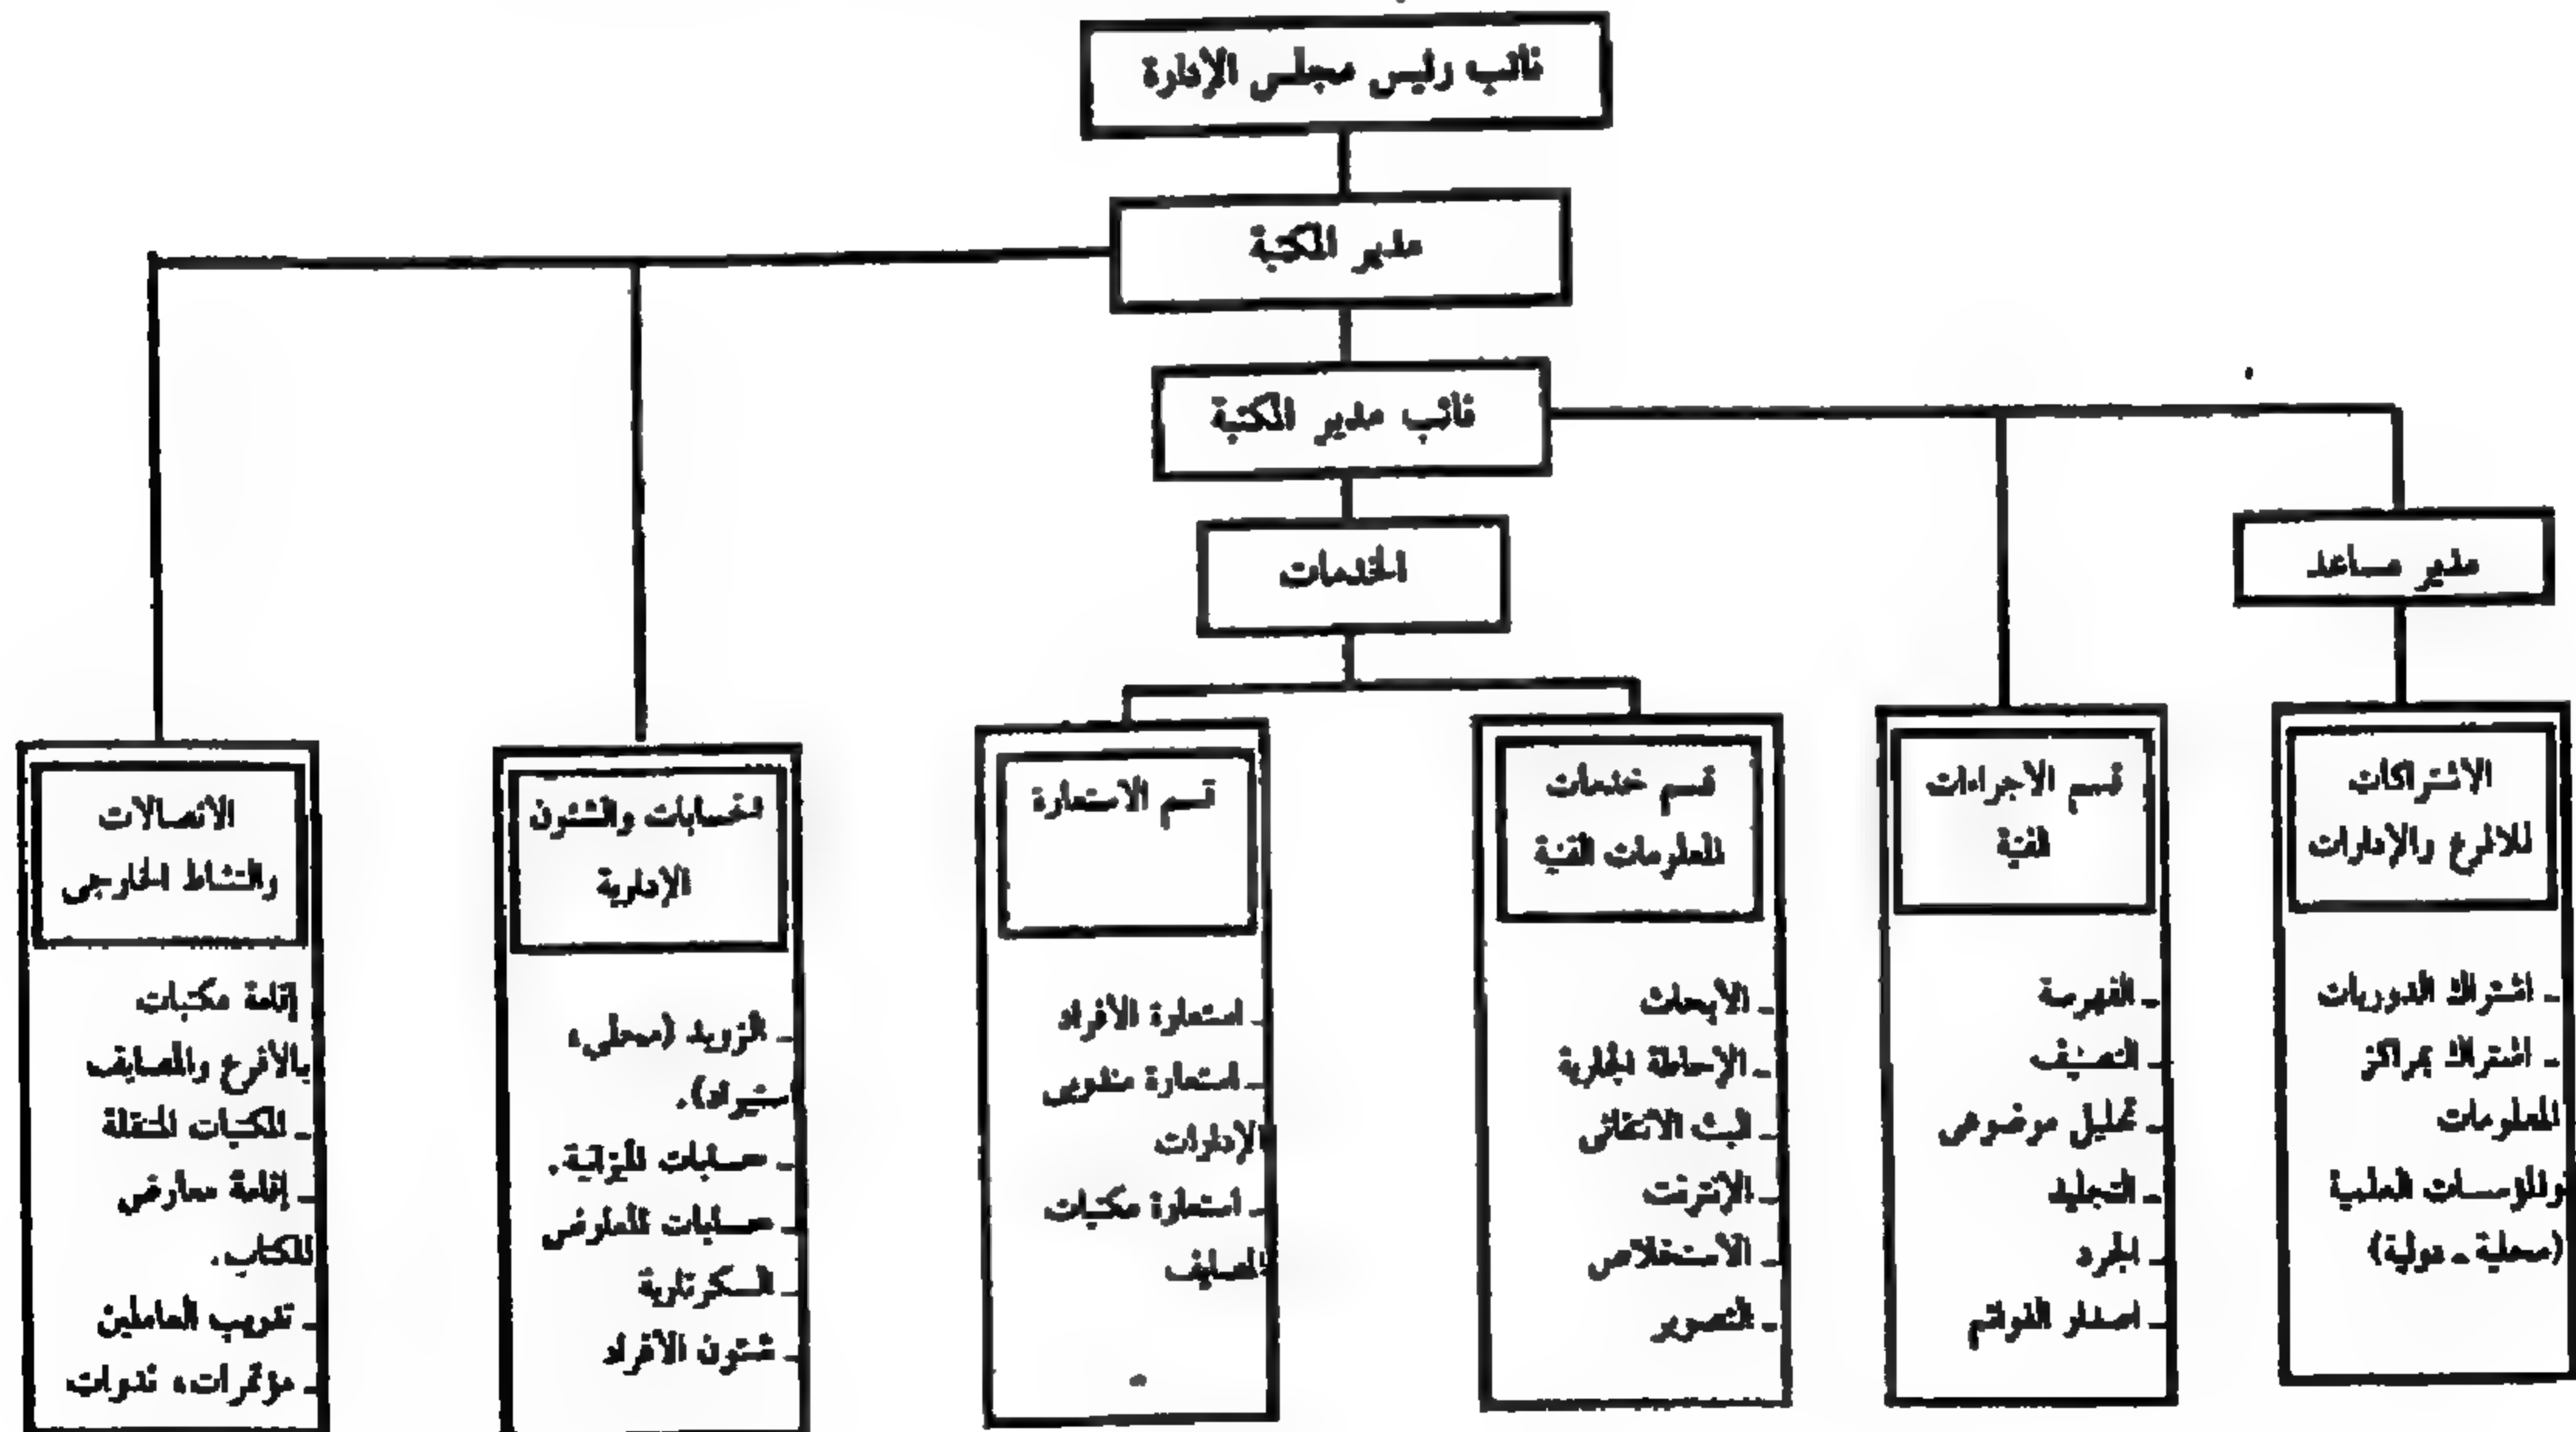 نائب رئيس مجلس الإدارة
مدير المكتبة
نائب مدير المكتبة
الخدمات
مدير مساعد
الاشتراكات
للافرع والإدارات
ـ اشتراك الدوريات
ـ اشتراك بمراكز
المعلومات
والمؤسسات العلمية
(محلية ـ دولية)
قسم الاجراءات
الفنية
ـ الفهرسة
ـ التصنيف
ـ تحليل موضوعى
ـ التجليد
ـ الجرد
ـ اصدار القوائم
قسم خدمات
المعلومات الفنية
ـ الأبحاث
ـ الإحاطة الجارية
ـ البث الانتقائى
ـ الإنترنت
ـ الاستخلاص
ـ التصوير
قسم الاستعارة
ـ استعارة الأفراد
ـ استعارة مندوبى
الإدارات
ـ استعارة مكتبات
المصايف
الحسابات والشئون
الإدارية
ـ التزويد (محلى،
استيراد).
ـ حسابات الميزانية.
ـ حسابات المعارض
ـ السكرتارية
ـ شئون الأفراد
الاتصالات
والنشاط الخارجى
إقامة مكتبات
بالأفرع والمصايف
ـ المكتبات المتنقلة
ـ إقامة معارض
للكتاب.
ـ تدريب العاملين
ـ مؤتمرات، ندوات